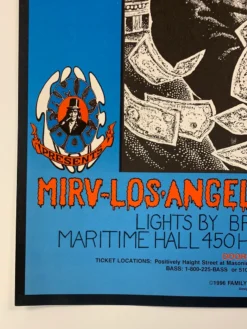 PRESENTS
MIRV-LOS-ANGEL
LIGHTS BY BR
MARITIME HALL 450 H
TICKET LOCATIONS: Positively Haight Street at Masonic
BASS: 1-800-225-BASS or 510
©1996 FAMILY